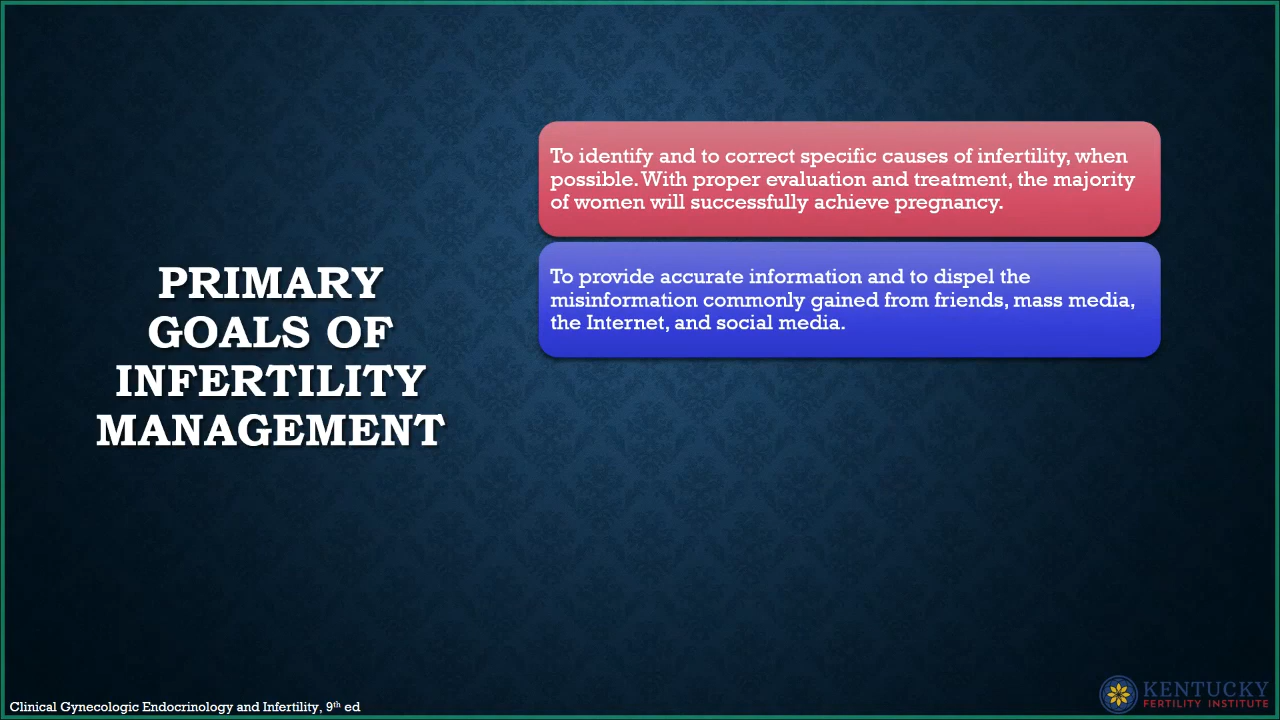 PRIMARY
GOALS OF
INFERTILITY
MANAGEMENT
To identify and to correct specific causes of infertility, when
possible. With proper evaluation and treatment, the majority
of women will successfully achieve pregnancy.
To provide accurate information and to dispel the
misinformation commonly gained from friends, mass media,
the Internet, and social media.
Clinical Gynecologic Endocrinology and Infertility, 9th ed
KENTUCKY
FERTILITY INSTITUTE